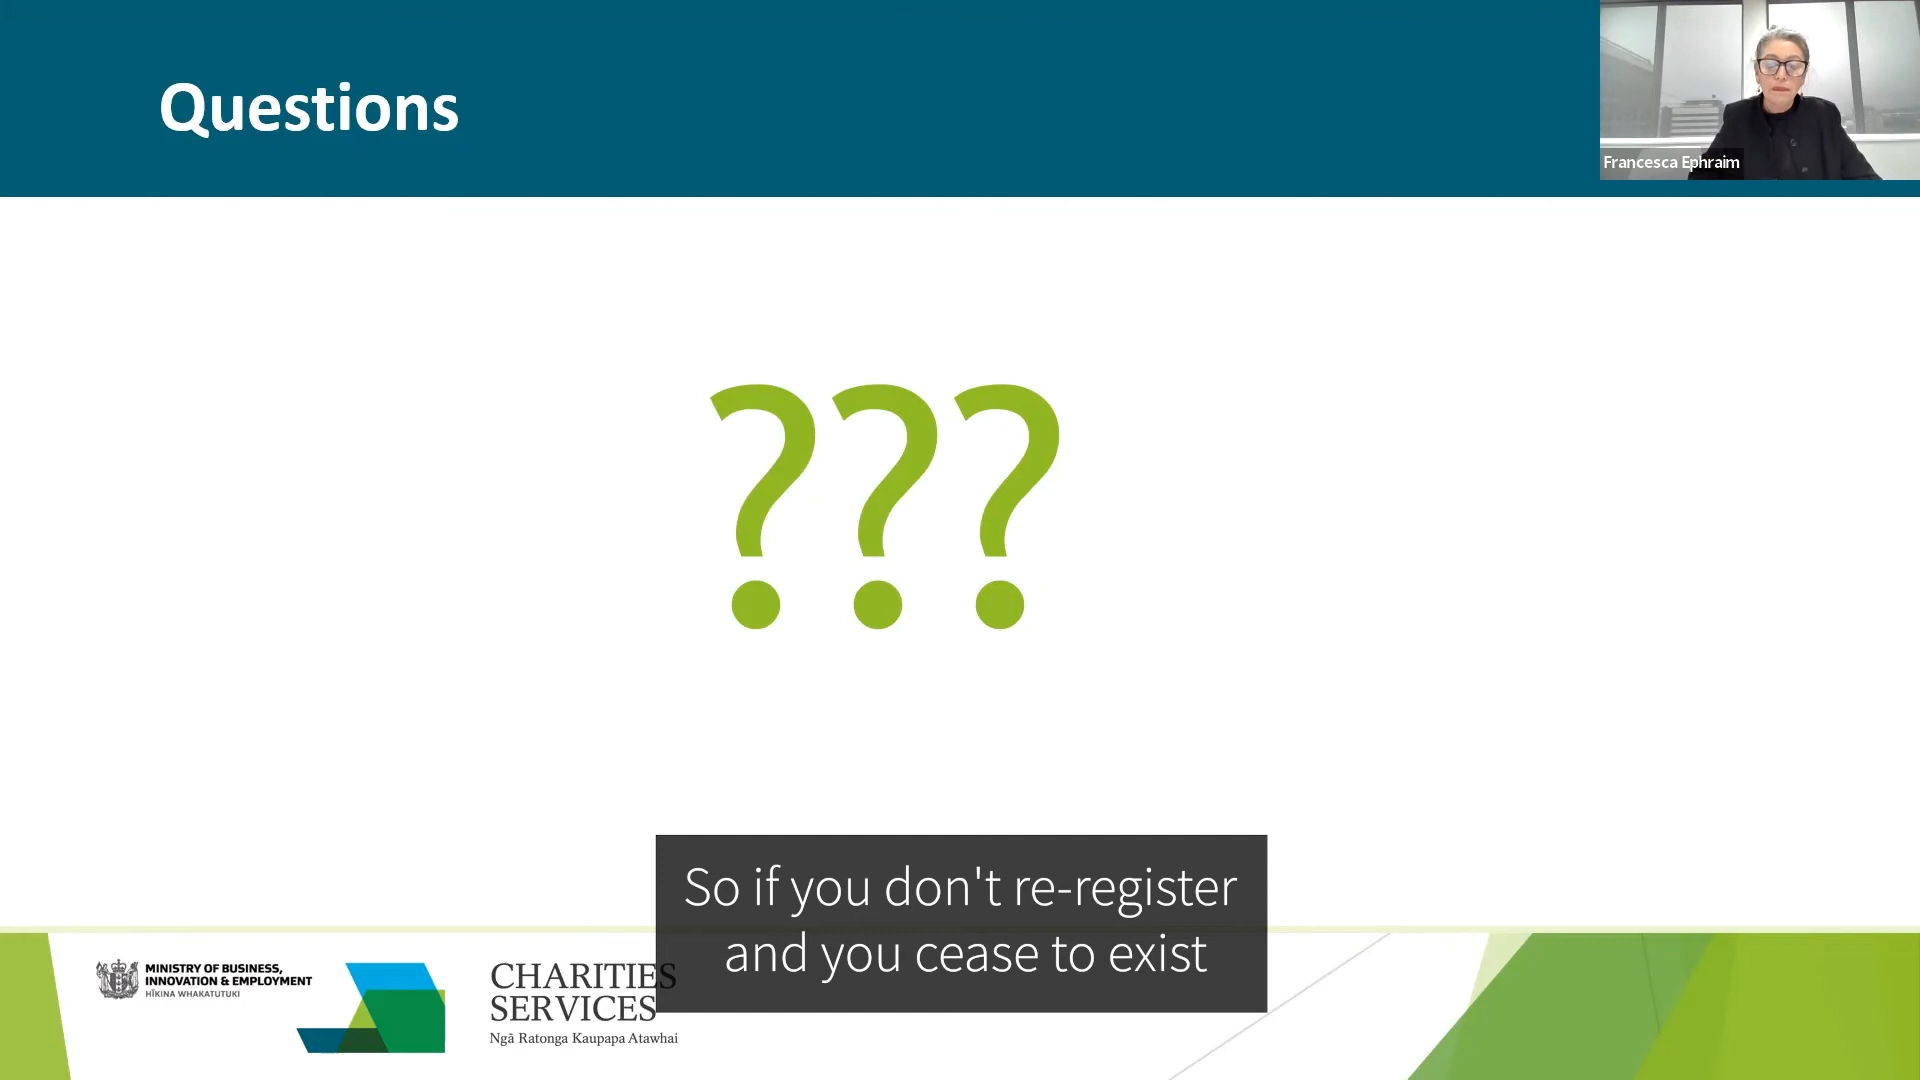 Questions
Francesca Ephraim
???
So if you don't re-register
and you cease to exist
MINISTRY OF BUSINESS,
INNOVATION & EMPLOYMENT
HĪKINA WHAKATUTUKI
CHARITIES
SERVICES
Ngā Ratonga Kaupapa Atawhai